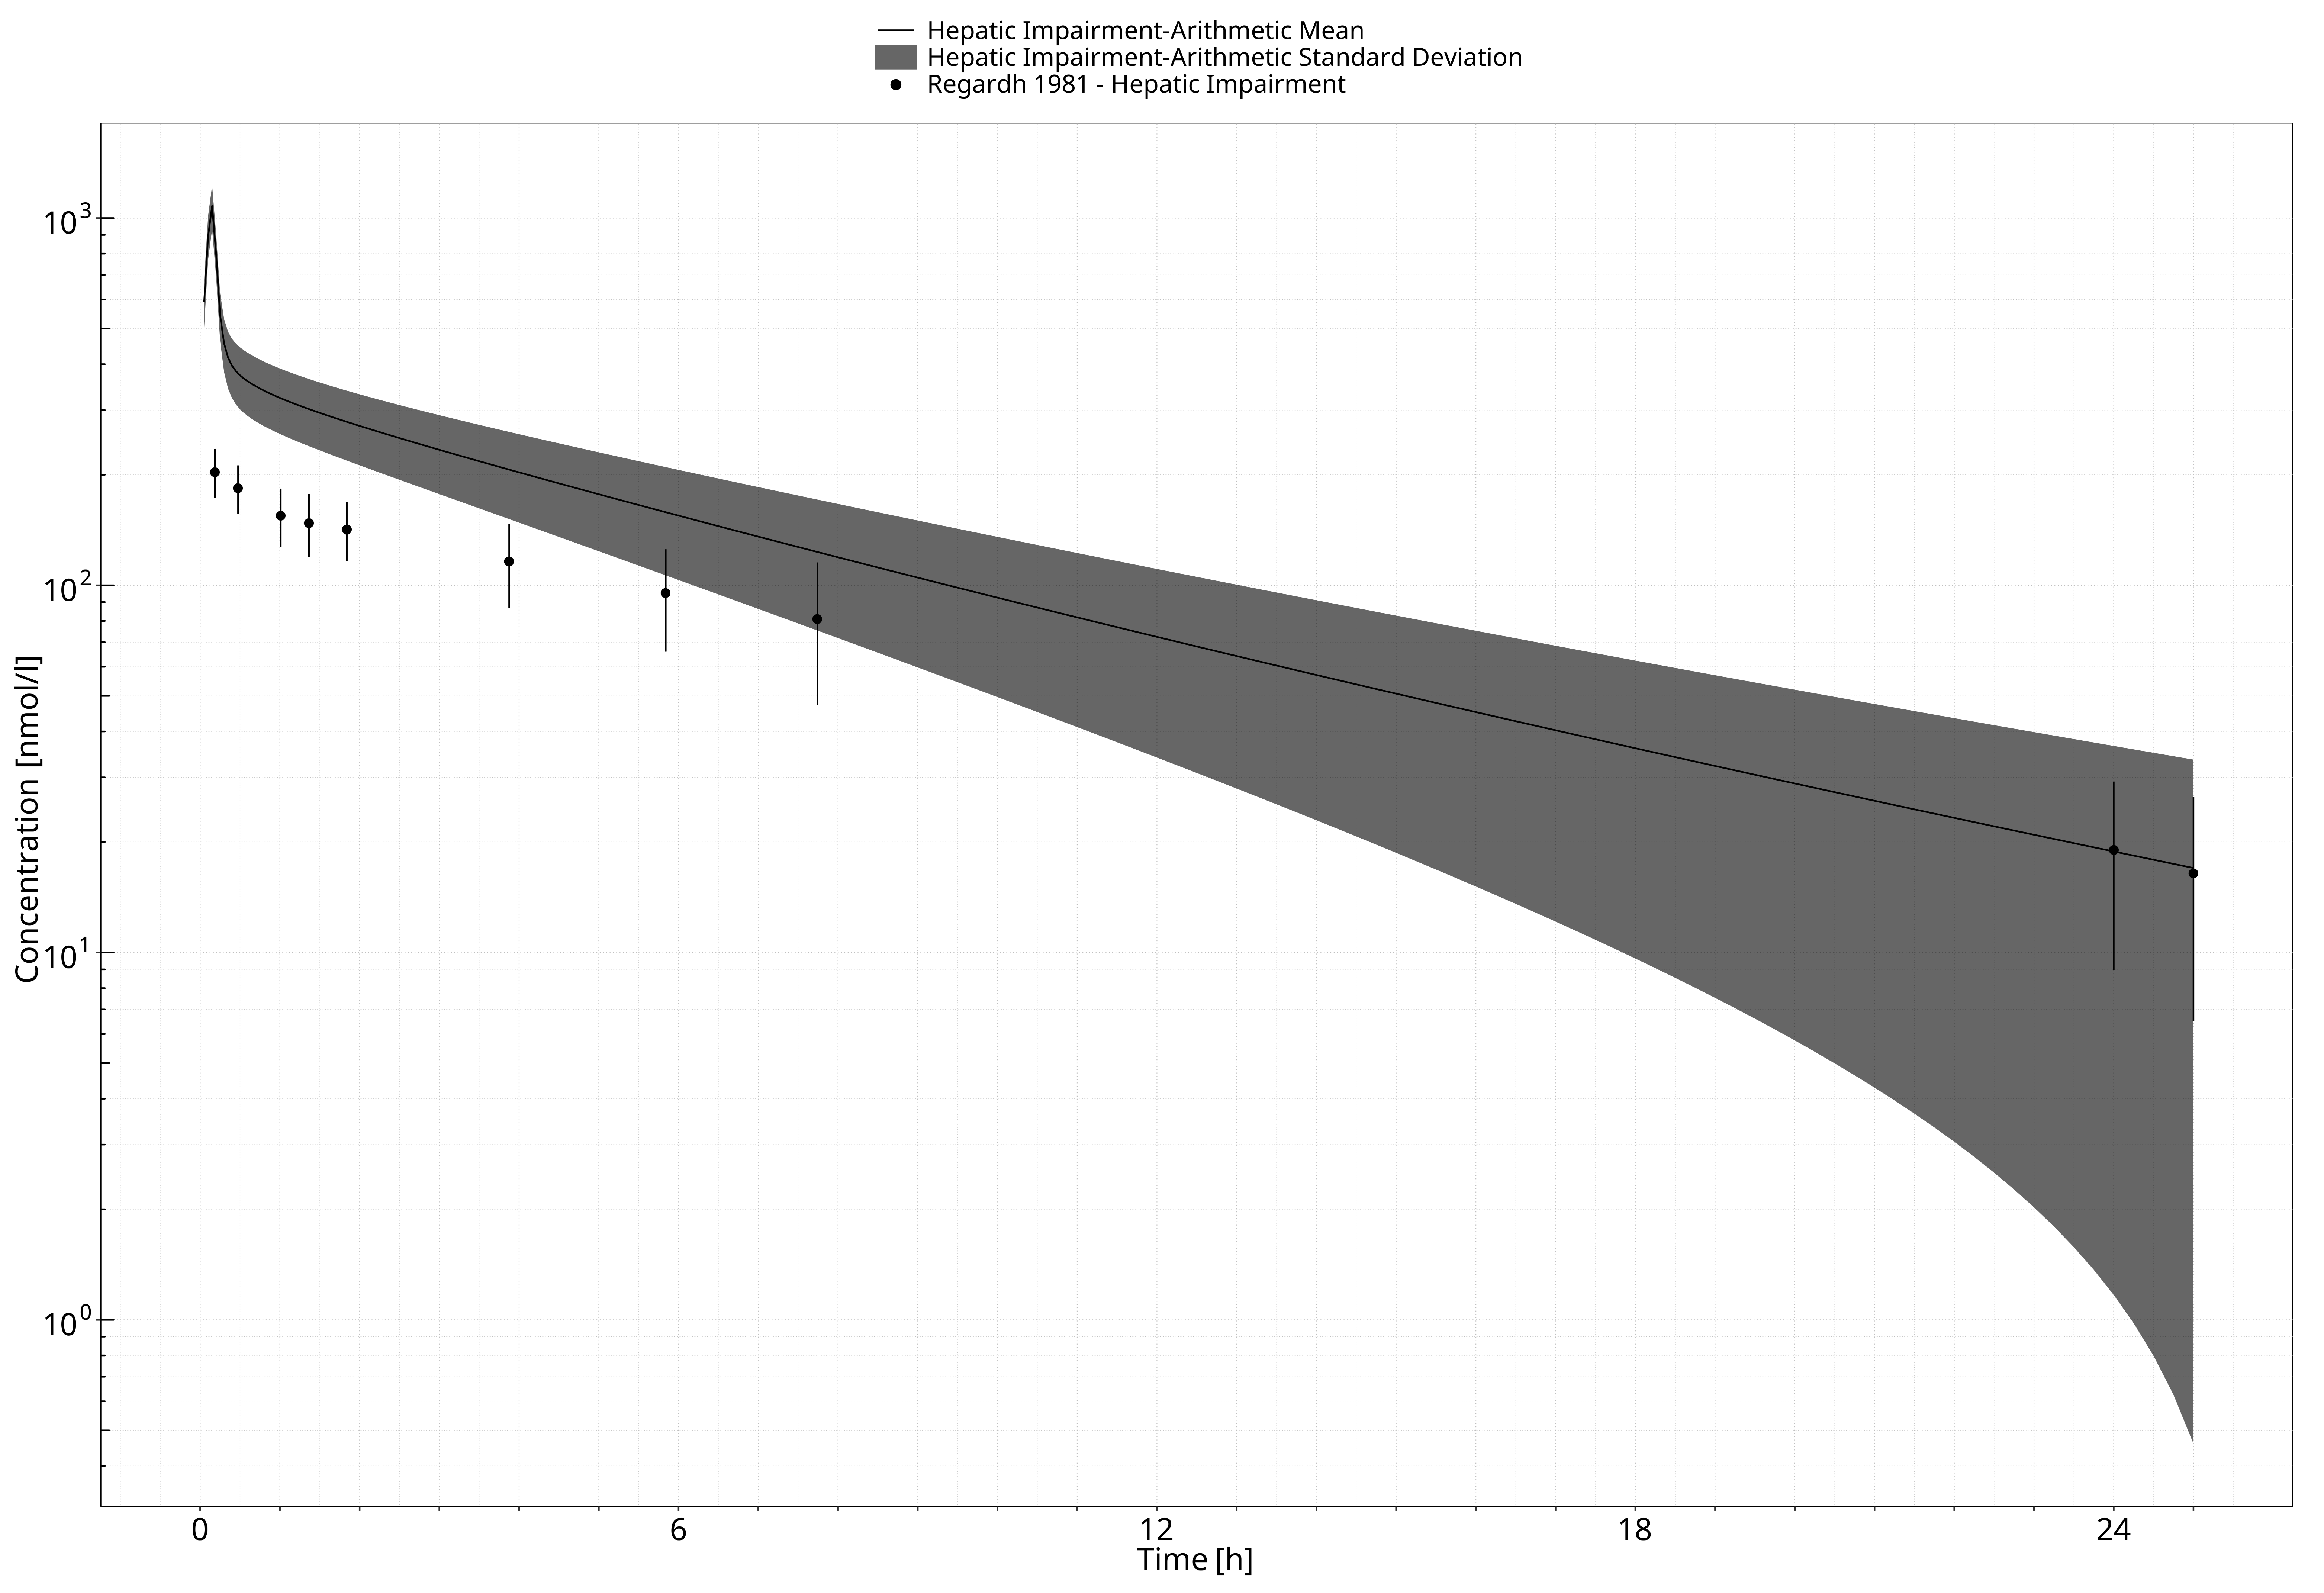 Hepatic Impairment-Arithmetic Mean
Hepatic Impairment-Arithmetic Standard Deviation
Regardh 1981 - Hepatic Impairment
Concentration [nmol/l]
10³
10²
10¹
10⁰
0 6 12 18 24
Time [h]